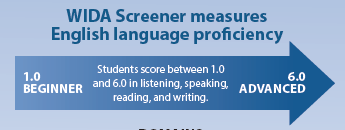 WIDA Screener measures
English language proficiency
1.0
BEGINNER
Students score between 1.0
and 6.0 in listening, speaking,
reading, and writing.
6.0
ADVANCED